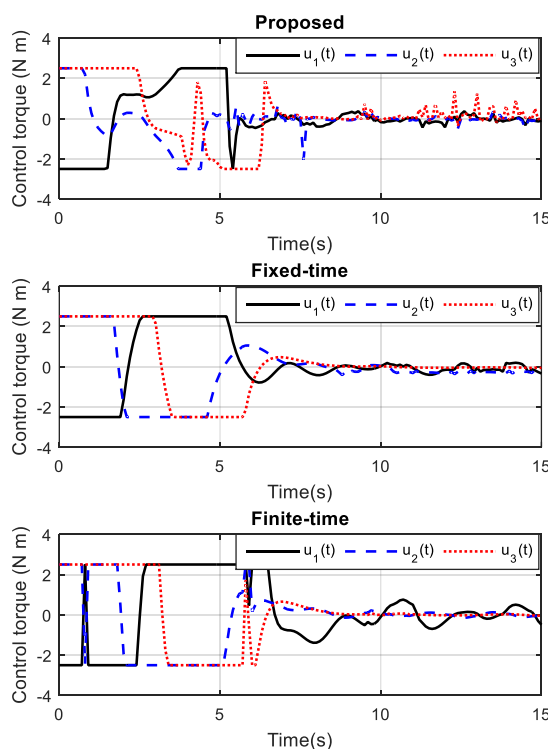 Proposed
Control torque (N m)
4
2
0
-2
-4
u1(t) u2(t) u3(t)
0 5 10 15
Time(s)
Fixed-time
Control torque (N m)
4
2
0
-2
-4
u1(t) u2(t) u3(t)
0 5 10 15
Time(s)
Finite-time
Control torque (N m)
4
2
0
-2
-4
u1(t) u2(t) u3(t)
0 5 10 15
Time(s)